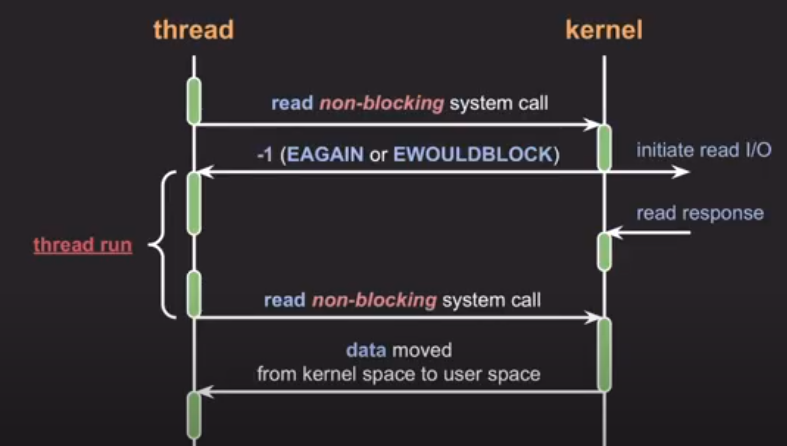 thread
kernel
read non-blocking system call
-1 (EAGAIN or EWOULDBLOCK)
initiate read I/O
read response
thread run
read non-blocking system call
data moved
from kernel space to user space